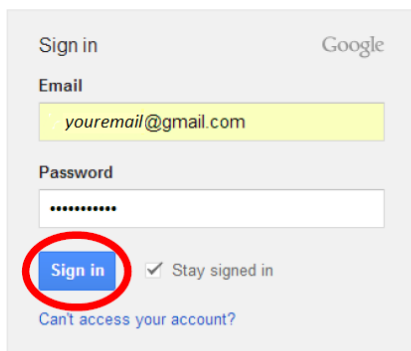 Sign in Google
Email
youremail@gmail.com
Password
•••••••••••
Sign in Stay signed in
Can't access your account?